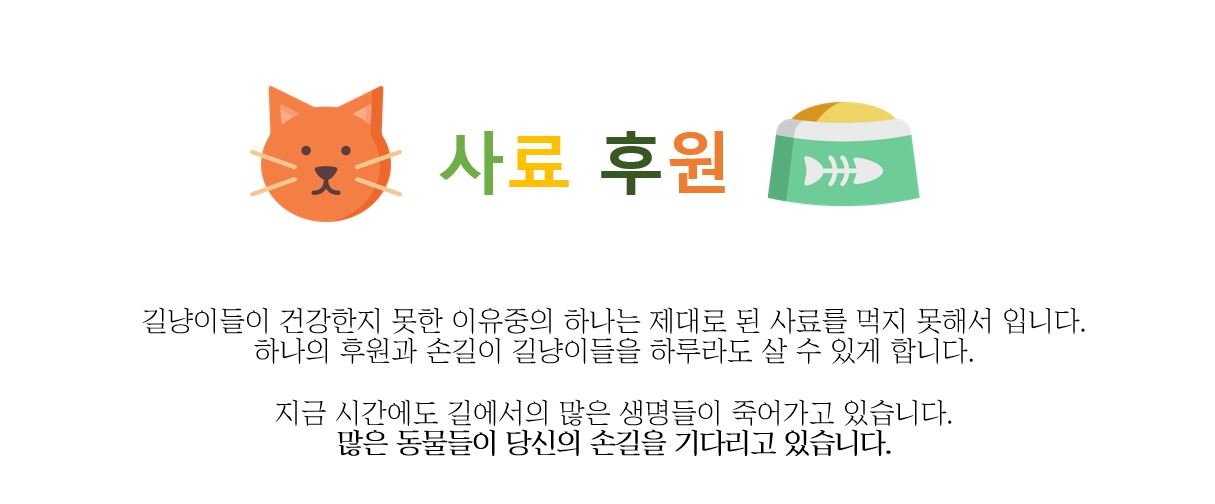 사료 후원
길냥이들이 건강한지 못한 이유중의 하나는 제대로 된 사료를 먹지 못해서 입니다.
하나의 후원과 손길이 길냥이들을 하루라도 살 수 있게 합니다.
지금 시간에도 길에서의 많은 생명들이 죽어가고 있습니다.
많은 동물들이 당신의 손길을 기다리고 있습니다.